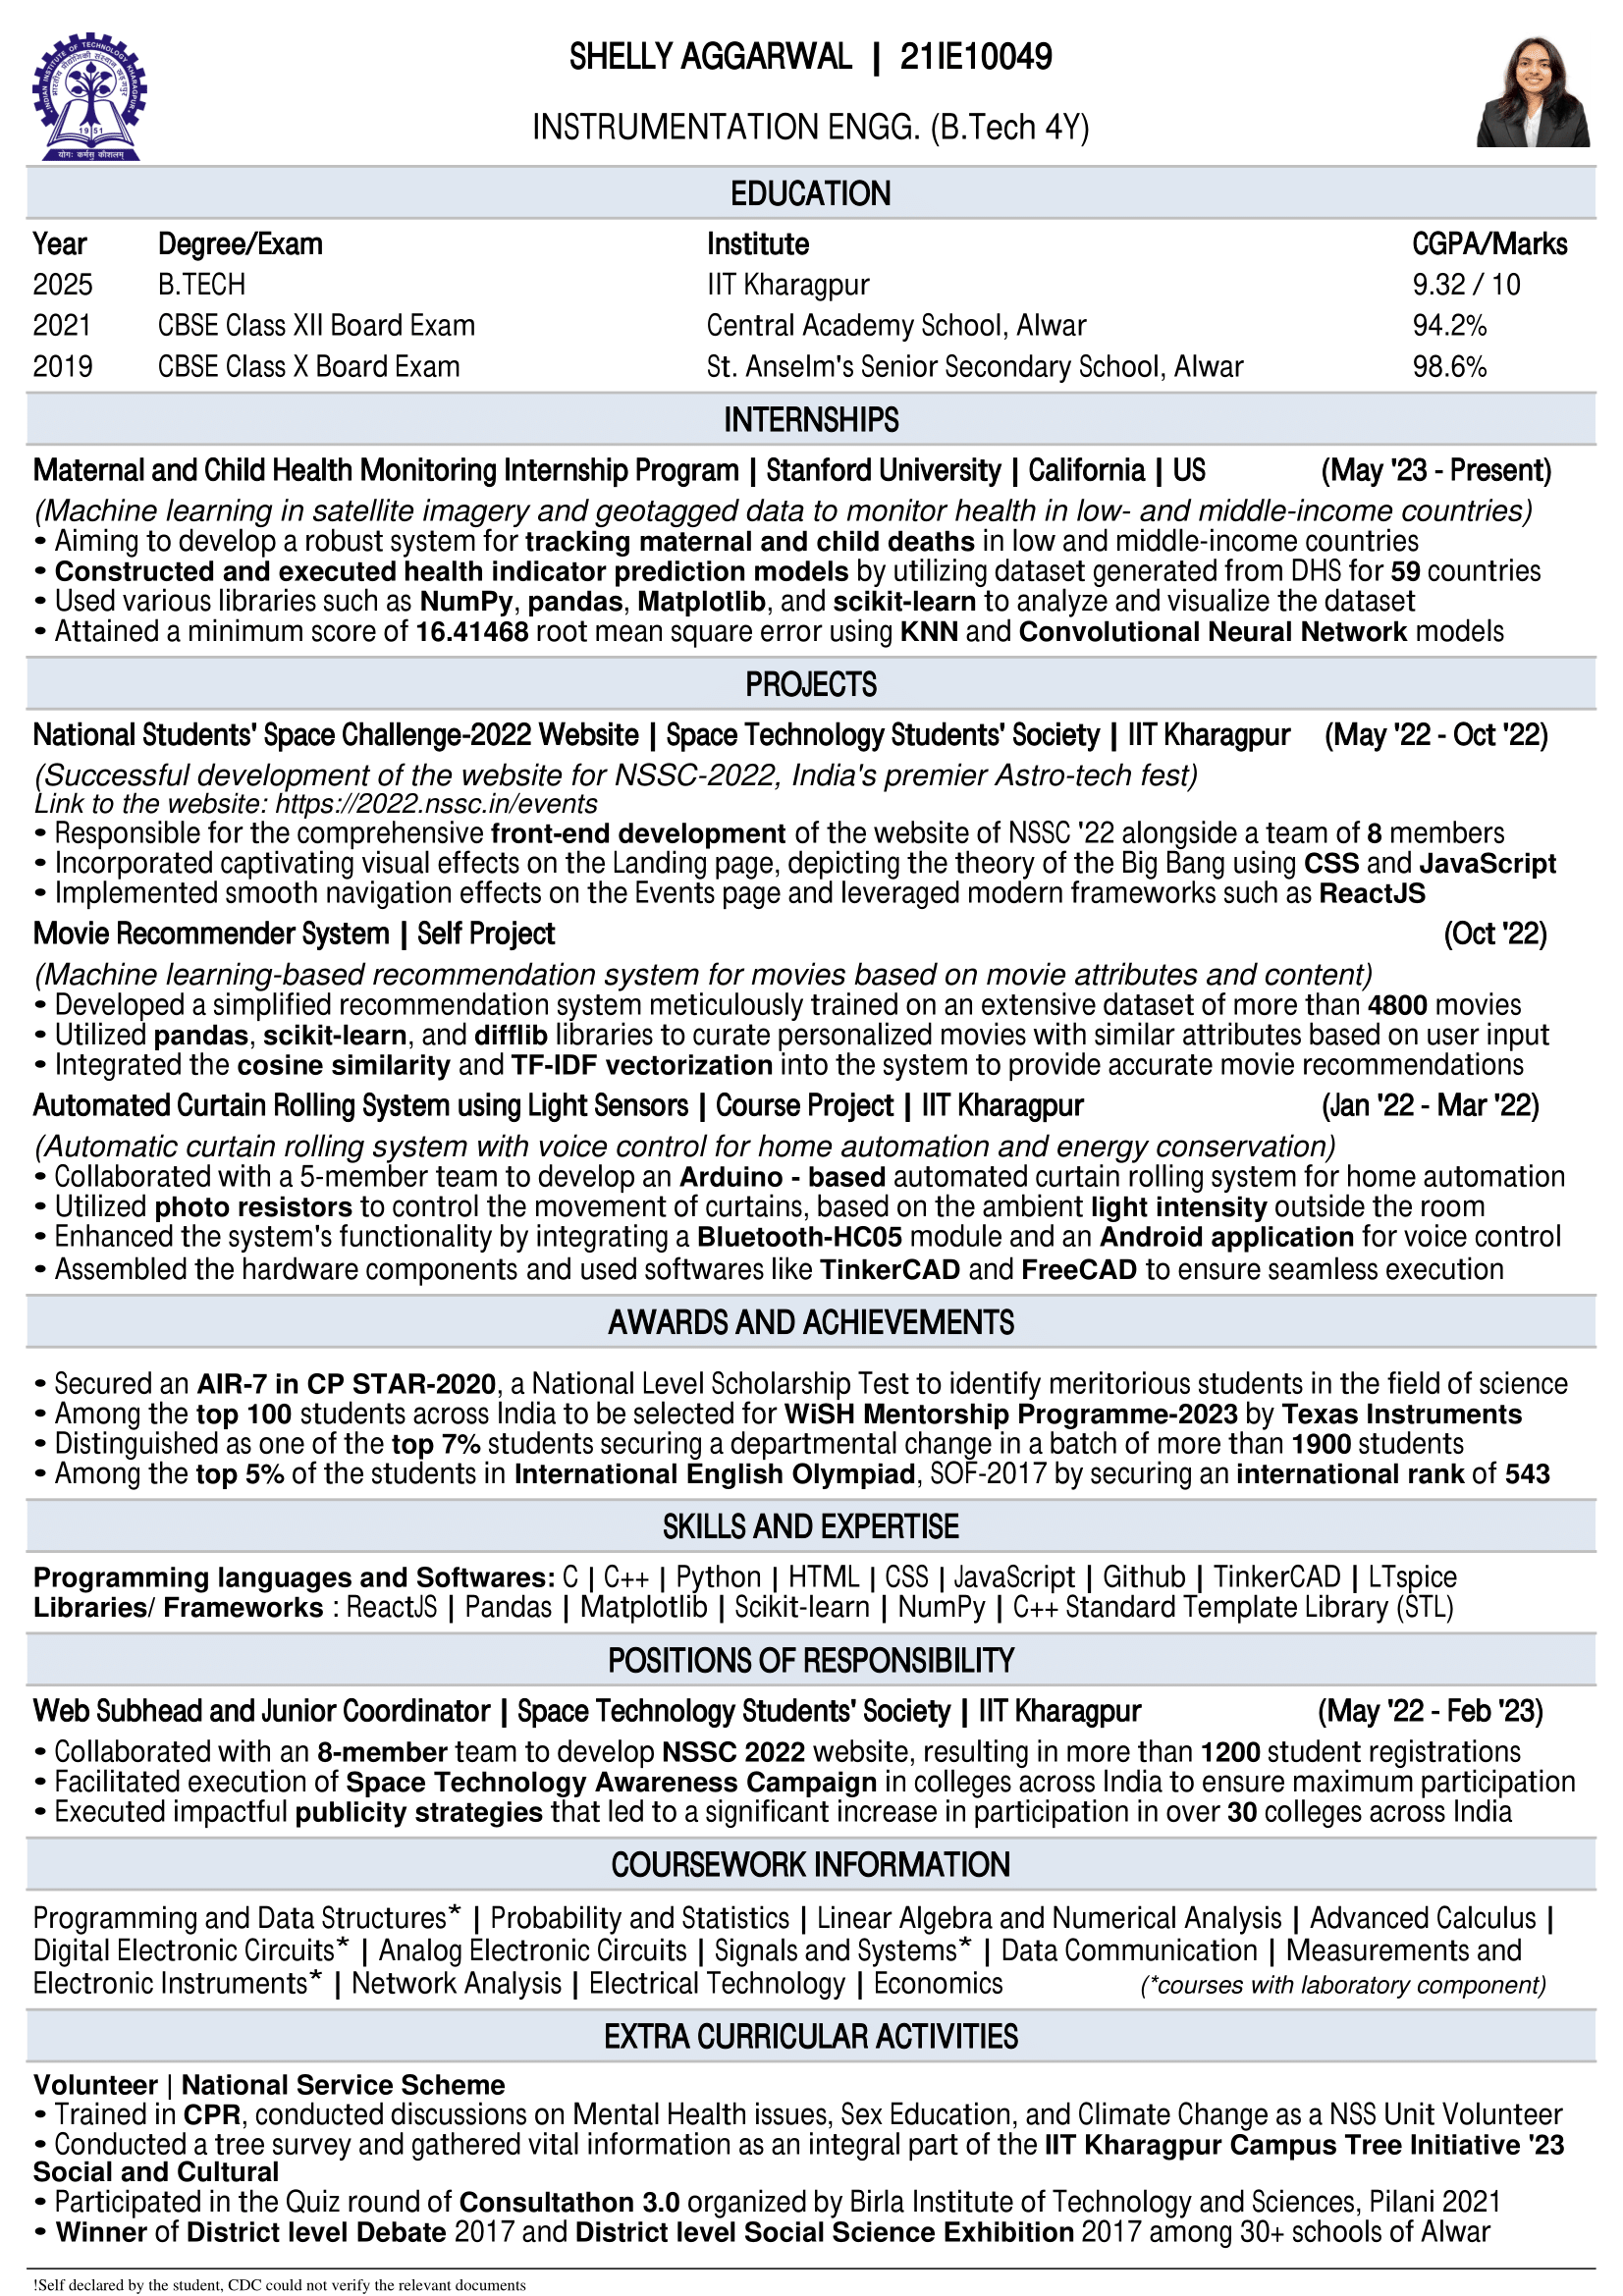 INDIAN INSTITUTE OF TECHNOLOGY KHARAGPUR
भारतीय प्रौद्योगिकी संस्थान खड़गपुर
1951
योगः कर्मसु कौशलम्
SHELLY AGGARWAL | 21IE10049
INSTRUMENTATION ENGG. (B.Tech 4Y)
EDUCATION
Year Degree/Exam Institute CGPA/Marks
2025 B.TECH IIT Kharagpur 9.32 / 10
2021 CBSE Class XII Board Exam Central Academy School, Alwar 94.2%
2019 CBSE Class X Board Exam St. Anselm's Senior Secondary School, Alwar 98.6%
INTERNSHIPS
Maternal and Child Health Monitoring Internship Program | Stanford University | California | US (May '23 - Present)
(Machine learning in satellite imagery and geotagged data to monitor health in low- and middle-income countries)
• Aiming to develop a robust system for tracking maternal and child deaths in low and middle-income countries
• Constructed and executed health indicator prediction models by utilizing dataset generated from DHS for 59 countries
• Used various libraries such as NumPy, pandas, Matplotlib, and scikit-learn to analyze and visualize the dataset
• Attained a minimum score of 16.41468 root mean square error using KNN and Convolutional Neural Network models
PROJECTS
National Students' Space Challenge-2022 Website | Space Technology Students' Society | IIT Kharagpur (May '22 - Oct '22)
(Successful development of the website for NSSC-2022, India's premier Astro-tech fest)
Link to the website: https://2022.nssc.in/events
• Responsible for the comprehensive front-end development of the website of NSSC '22 alongside a team of 8 members
• Incorporated captivating visual effects on the Landing page, depicting the theory of the Big Bang using CSS and JavaScript
• Implemented smooth navigation effects on the Events page and leveraged modern frameworks such as ReactJS
Movie Recommender System | Self Project (Oct '22)
(Machine learning-based recommendation system for movies based on movie attributes and content)
• Developed a simplified recommendation system meticulously trained on an extensive dataset of more than 4800 movies
• Utilized pandas, scikit-learn, and difflib libraries to curate personalized movies with similar attributes based on user input
• Integrated the cosine similarity and TF-IDF vectorization into the system to provide accurate movie recommendations
Automated Curtain Rolling System using Light Sensors | Course Project | IIT Kharagpur (Jan '22 - Mar '22)
(Automatic curtain rolling system with voice control for home automation and energy conservation)
• Collaborated with a 5-member team to develop an Arduino - based automated curtain rolling system for home automation
• Utilized photo resistors to control the movement of curtains, based on the ambient light intensity outside the room
• Enhanced the system's functionality by integrating a Bluetooth-HC05 module and an Android application for voice control
• Assembled the hardware components and used softwares like TinkerCAD and FreeCAD to ensure seamless execution
AWARDS AND ACHIEVEMENTS
• Secured an AIR-7 in CP STAR-2020, a National Level Scholarship Test to identify meritorious students in the field of science
• Among the top 100 students across India to be selected for WiSH Mentorship Programme-2023 by Texas Instruments
• Distinguished as one of the top 7% students securing a departmental change in a batch of more than 1900 students
• Among the top 5% of the students in International English Olympiad, SOF-2017 by securing an international rank of 543
SKILLS AND EXPERTISE
Programming languages and Softwares: C | C++ | Python | HTML | CSS | JavaScript | Github | TinkerCAD | LTspice
Libraries/ Frameworks : ReactJS | Pandas | Matplotlib | Scikit-learn | NumPy | C++ Standard Template Library (STL)
POSITIONS OF RESPONSIBILITY
Web Subhead and Junior Coordinator | Space Technology Students' Society | IIT Kharagpur (May '22 - Feb '23)
• Collaborated with an 8-member team to develop NSSC 2022 website, resulting in more than 1200 student registrations
• Facilitated execution of Space Technology Awareness Campaign in colleges across India to ensure maximum participation
• Executed impactful publicity strategies that led to a significant increase in participation in over 30 colleges across India
COURSEWORK INFORMATION
Programming and Data Structures* | Probability and Statistics | Linear Algebra and Numerical Analysis | Advanced Calculus |
Digital Electronic Circuits* | Analog Electronic Circuits | Signals and Systems* | Data Communication | Measurements and
Electronic Instruments* | Network Analysis | Electrical Technology | Economics (*courses with laboratory component)
EXTRA CURRICULAR ACTIVITIES
Volunteer | National Service Scheme
• Trained in CPR, conducted discussions on Mental Health issues, Sex Education, and Climate Change as a NSS Unit Volunteer
• Conducted a tree survey and gathered vital information as an integral part of the IIT Kharagpur Campus Tree Initiative '23
Social and Cultural
• Participated in the Quiz round of Consultathon 3.0 organized by Birla Institute of Technology and Sciences, Pilani 2021
• Winner of District level Debate 2017 and District level Social Science Exhibition 2017 among 30+ schools of Alwar
!Self declared by the student, CDC could not verify the relevant documents